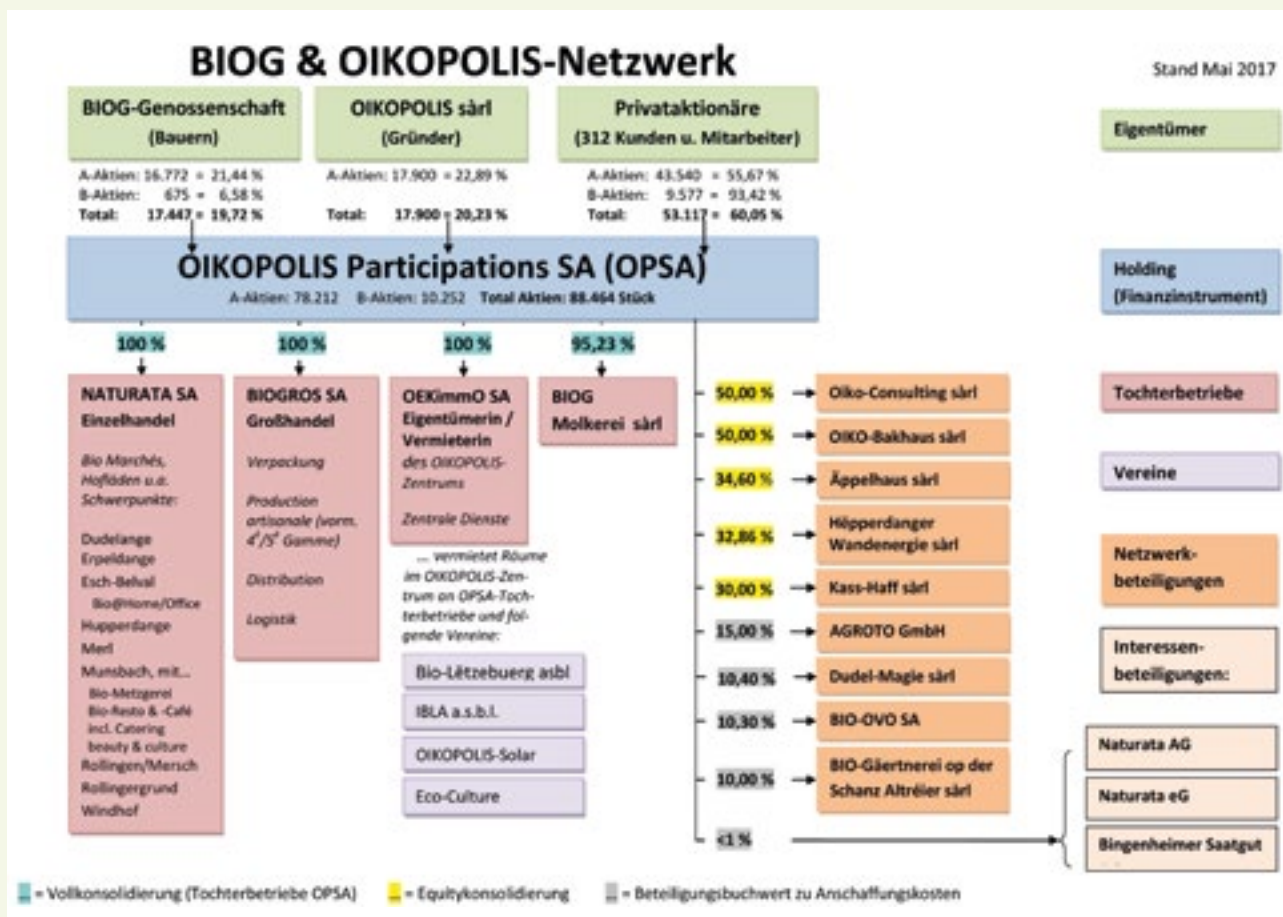 BIOG & OIKOPOLIS-Netzwerk
Stand Mai 2017
BIOG-Genossenschaft
(Bauern)
A-Aktien: 16.772 = 21,44 %
B-Aktien: 675 = 6,58 %
Total: 17.447 = 19,72 %
OIKOPOLIS sàrl
(Gründer)
A-Aktien: 17.900 = 22,89 %
Total: 17.900 = 20,23 %
Privataktionäre
(312 Kunden u. Mitarbeiter)
A-Aktien: 43.540 = 55,67 %
B-Aktien: 9.577 = 93,42 %
Total: 53.117 = 60,05 %
OIKOPOLIS Participations SA (OPSA)
A-Aktien: 78.212 B-Aktien: 10.252 Total Aktien: 88.464 Stück
100 %
NATURATA SA
Einzelhandel
Bio Marchés,
Hofläden u.a.
Schwerpunkte:
Dudelange
Erpeldange
Esch-Belval
Bio@Home/Office
Hupperdange
Merl
Munsbach, mit...
Bio-Metzgerei
Bio-Resto & -Café
incl. Catering
beauty & culture
Rollingen/Mersch
Rollingergrund
Windhof
100 %
BIOGROS SA
Großhandel
Verpackung
Production
artisanale (vorm.
Gamme)
Distribution
Logistik
100 %
OEKimmO SA
Eigentümerin /
Vermieterin
des OIKOPOLIS-
Zentrums
Zentrale Dienste
... vermietet Räume
im OIKOPOLIS-Zen-
trum an OPSA-Toch-
terbetriebe und fol-
gende Vereine:
Bio-Lëtzebuerg asbl
IBLA a.s.b.l.
OIKOPOLIS-Solar
Eco-Culture
95,23 %
BIOG
Molkerei sàrl
50,00 %
Oiko-Consulting sàrl
50,00 %
OIKO-Bakhaus sàrl
34,60 %
Äppelhaus sàrl
32,86 %
Höpperdanger
Wandenergie sàrl
30,00 %
Kass-Haff sàrl
15,00 %
AGROTO GmbH
10,40 %
Dudel-Magie sàrl
10,30 %
BIO-OVO SA
10,00 %
BIO-Gäertnerei op der
Schanz Altréier sàrl
<1 %
Eigentümer
Holding
(Finanzinstrument)
Tochterbetriebe
Vereine
Netzwerk-
beteiligungen
Interessen-
beteiligungen:
Naturata AG
Naturata eG
Bingenheimer Saatgut
= Vollkonsolidierung (Tochterbetriebe OPSA)
= Equitykonsolidierung
= Beteiligungsbuchwert zu Anschaffungskosten